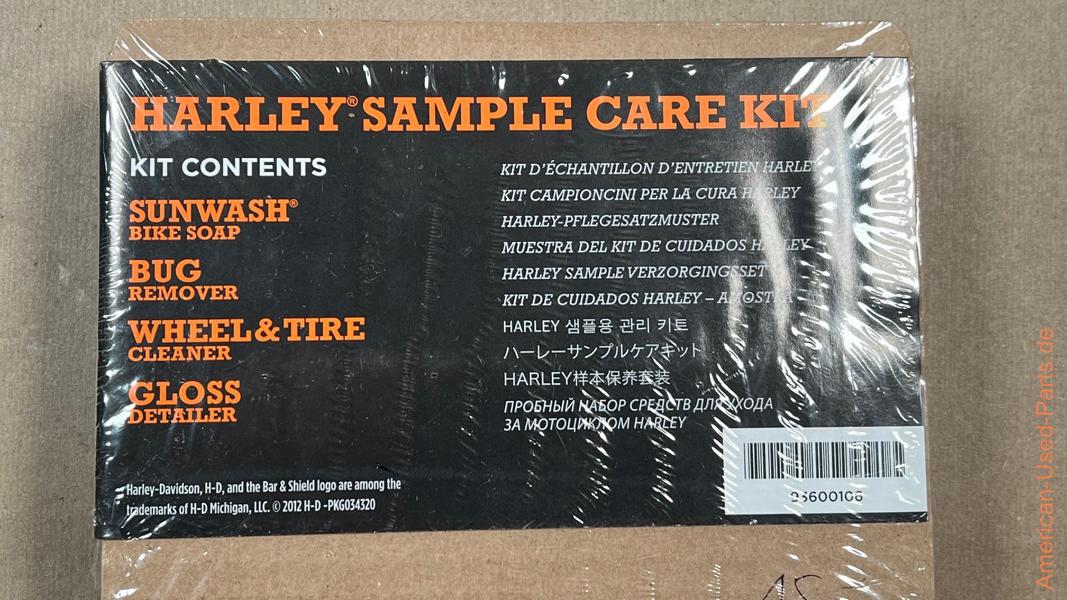 HARLEY® SAMPLE CARE KIT
KIT CONTENTS
SUNWASH®
BIKE SOAP
BUG
REMOVER
WHEEL & TIRE
CLEANER
GLOSS
DETAILER
KIT D'ÉCHANTILLON D'ENTRETIEN HARLEY
KIT CAMPIONCINI PER LA CURA HARLEY
HARLEY-PFLEGESATZMUSTER
MUESTRA DEL KIT DE CUIDADOS HARLEY
HARLEY SAMPLE VERZORGINGSSET
KIT DE CUIDADOS HARLEY – AMOSTRA
HARLEY 샘플용 관리 키트
ハーレーサンプルケアキット
HARLEY样本保养套装
ПРОБНЫЙ НАБОР СРЕДСТВ ДЛЯ УХОДА
ЗА МОТОЦИКЛОМ HARLEY
Harley-Davidson, H-D, and the Bar & Shield logo are among the
trademarks of H-D Michigan, LLC. © 2012 H-D -PKG034320
American-Used-Parts.de